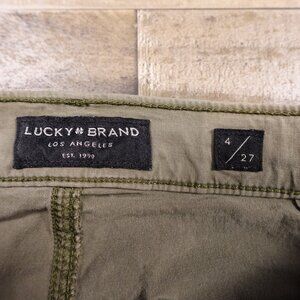 LUCKY BRAND
LOS ANGELES
EST. 1990
4/27